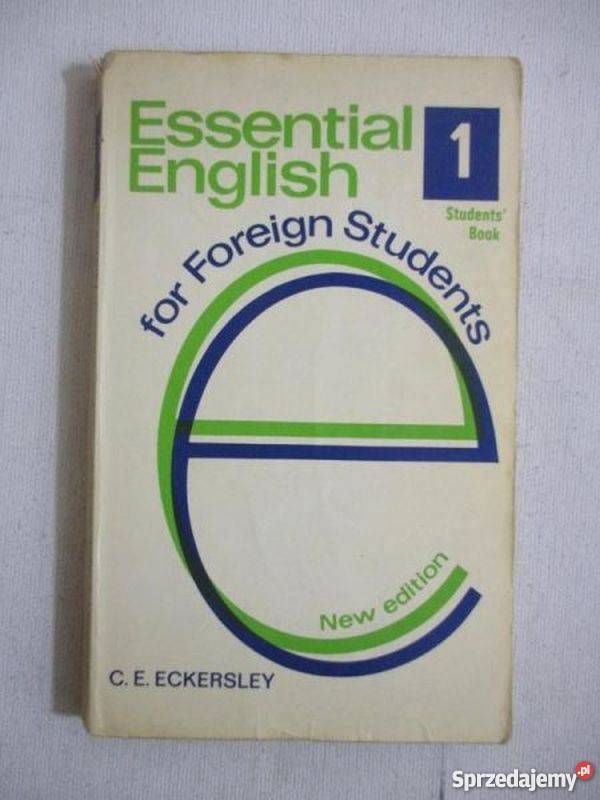 Essential
English
1
Students'
Book
for Foreign Students
New edition
C. E. ECKERSLEY
Sprzedajemy.pl